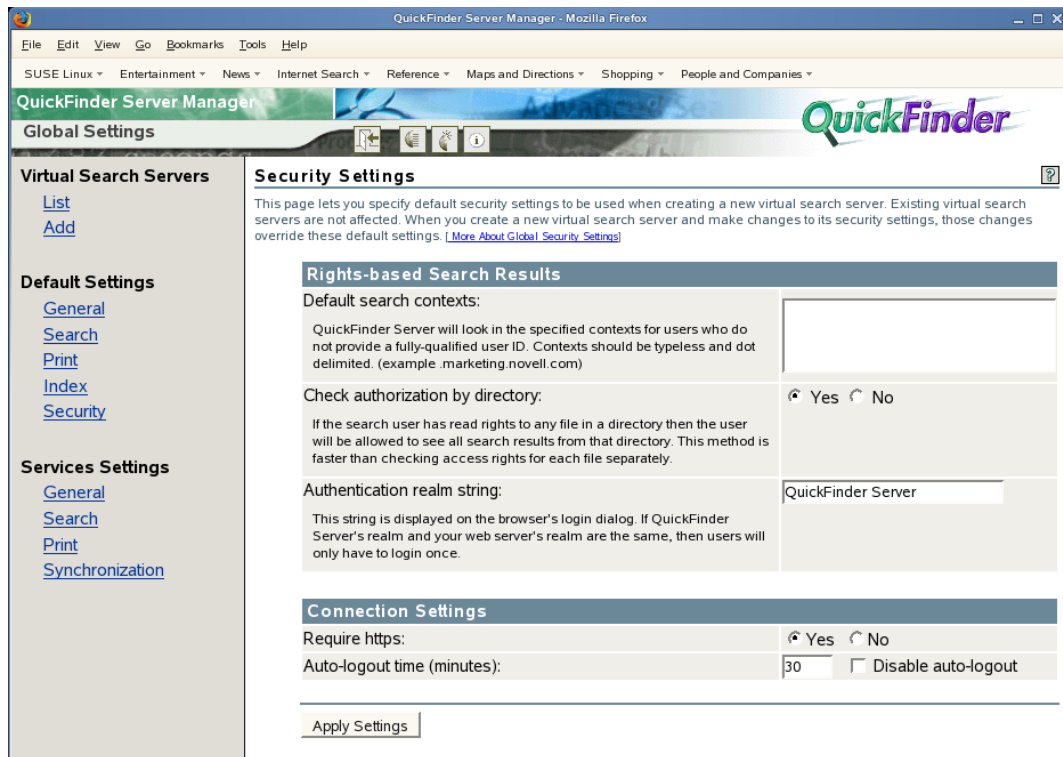 QuickFinder Server Manager - Mozilla Firefox
File Edit View Go Bookmarks Tools Help
SUSE Linux Entertainment News Internet Search Reference Maps and Directions Shopping People and Companies
QuickFinder Server Manager
Advanced Sea
QuickFinder
Global Settings
Virtual Search Servers
List
Add
Default Settings
General
Search
Print
Index
Security
Services Settings
General
Search
Print
Synchronization
Security Settings
This page lets you specify default security settings to be used when creating a new virtual search server. Existing virtual search
servers are not affected. When you create a new virtual search server and make changes to its security settings, those changes
override these default settings. [ More About Global Security Settings]
Rights-based Search Results
Default search contexts:
QuickFinder Server will look in the specified contexts for users who do
not provide a fully-qualified user ID. Contexts should be typeless and dot
delimited. (example .marketing.novell.com)
Check authorization by directory:
Yes No
If the search user has read rights to any file in a directory then the user
will be allowed to see all search results from that directory. This method is
faster than checking access rights for each file separately.
Authentication realm string:
QuickFinder Server
This string is displayed on the browser's login dialog. If QuickFinder
Server's realm and your web server's realm are the same, then users will
only have to login once.
Connection Settings
Require https:
Yes No
Auto-logout time (minutes):
30 Disable auto-logout
Apply Settings